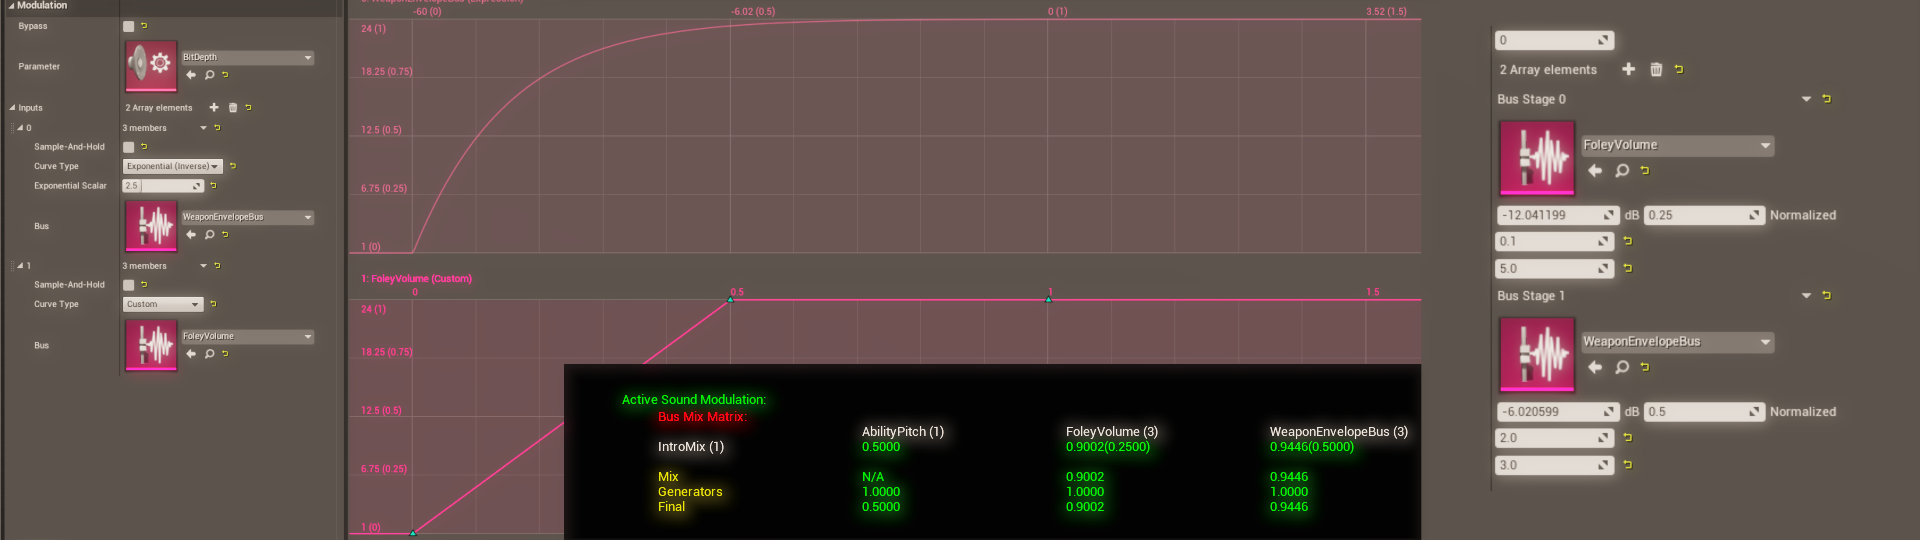 Modulation
Bypass
Parameter
BitDepth
Inputs
2 Array elements
0
3 members
Sample-And-Hold
Curve Type
Exponential (Inverse)
Exponential Scalar
2.5
Bus
WeaponEnvelopeBus
1
3 members
Sample-And-Hold
Curve Type
Custom
Bus
FoleyVolume
WeaponEnvelopeBus (Expression)
-60 (0)
-6.02 (0.5)
0 (1)
3.52 (1.5)
24 (1)
18.25 (0.75)
12.5 (0.5)
6.75 (0.25)
1 (0)
1: FoleyVolume (Custom)
0
0.5
1
1.5
24 (1)
18.25 (0.75)
12.5 (0.5)
6.75 (0.25)
1 (0)
Active Sound Modulation:
Bus Mix Matrix:
AbilityPitch (1)
FoleyVolume (3)
WeaponEnvelopeBus (3)
IntroMix (1)
0.5000
0.9002(0.2500)
0.9446(0.5000)
Mix
N/A
0.9002
0.9446
Generators
1.0000
1.0000
1.0000
Final
0.5000
0.9002
0.9446
0
2 Array elements
Bus Stage 0
FoleyVolume
-12.041199
dB
0.25
Normalized
0.1
5.0
Bus Stage 1
WeaponEnvelopeBus
-6.020599
dB
0.5
Normalized
2.0
3.0